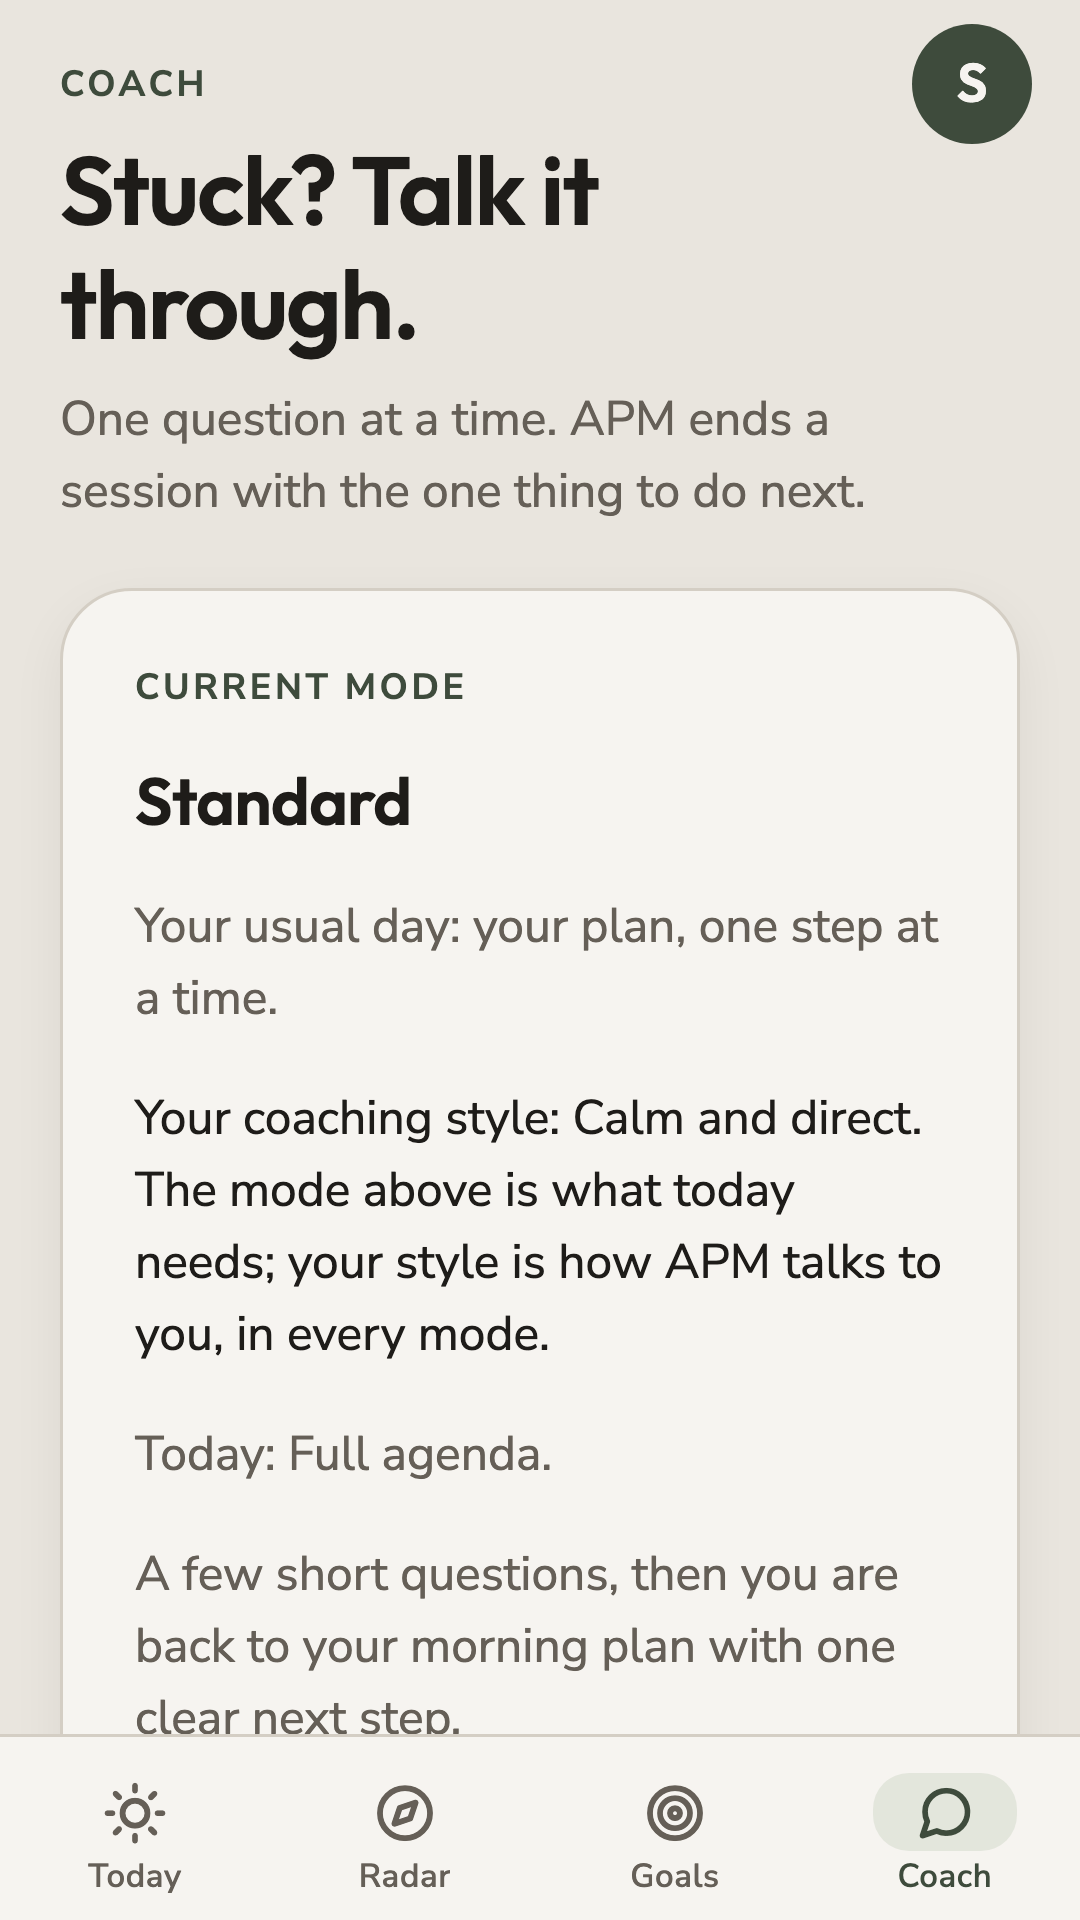 COACH
S
Stuck? Talk it
through.
One question at a time. APM ends a
session with the one thing to do next.
CURRENT MODE
Standard
Your usual day: your plan, one step at
a time.
Your coaching style: Calm and direct.
The mode above is what today
needs; your style is how APM talks to
you, in every mode.
Today: Full agenda.
A few short questions, then you are
back to your morning plan with one
clear next step.
Today
Radar
Goals
Coach